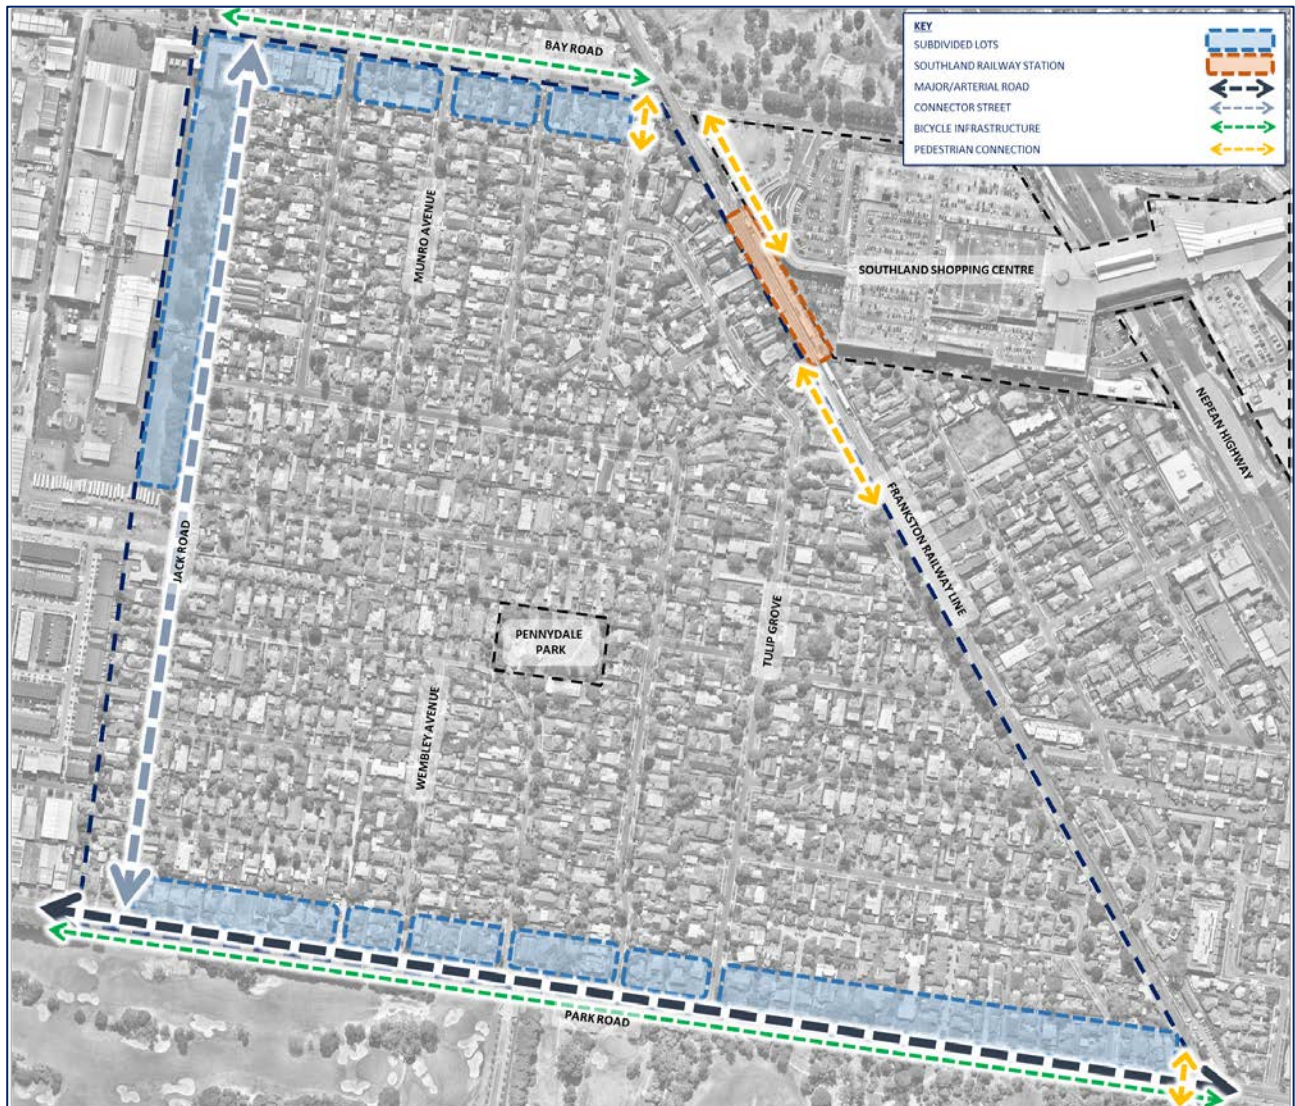 BAY ROAD
KEY
SUBDIVIDED LOTS
SOUTHLAND RAILWAY STATION
MAJOR/ARTERIAL ROAD
CONNECTOR STREET
BICYCLE INFRASTRUCTURE
PEDESTRIAN CONNECTION
MUNRO AVENUE
SOUTHLAND SHOPPING CENTRE
NEPEAN HIGHWAY
JACK ROAD
FRANKSTON RAILWAY LINE
PENNYDALE
PARK
TULIP GROVE
WEMBLEY AVENUE
PARK ROAD